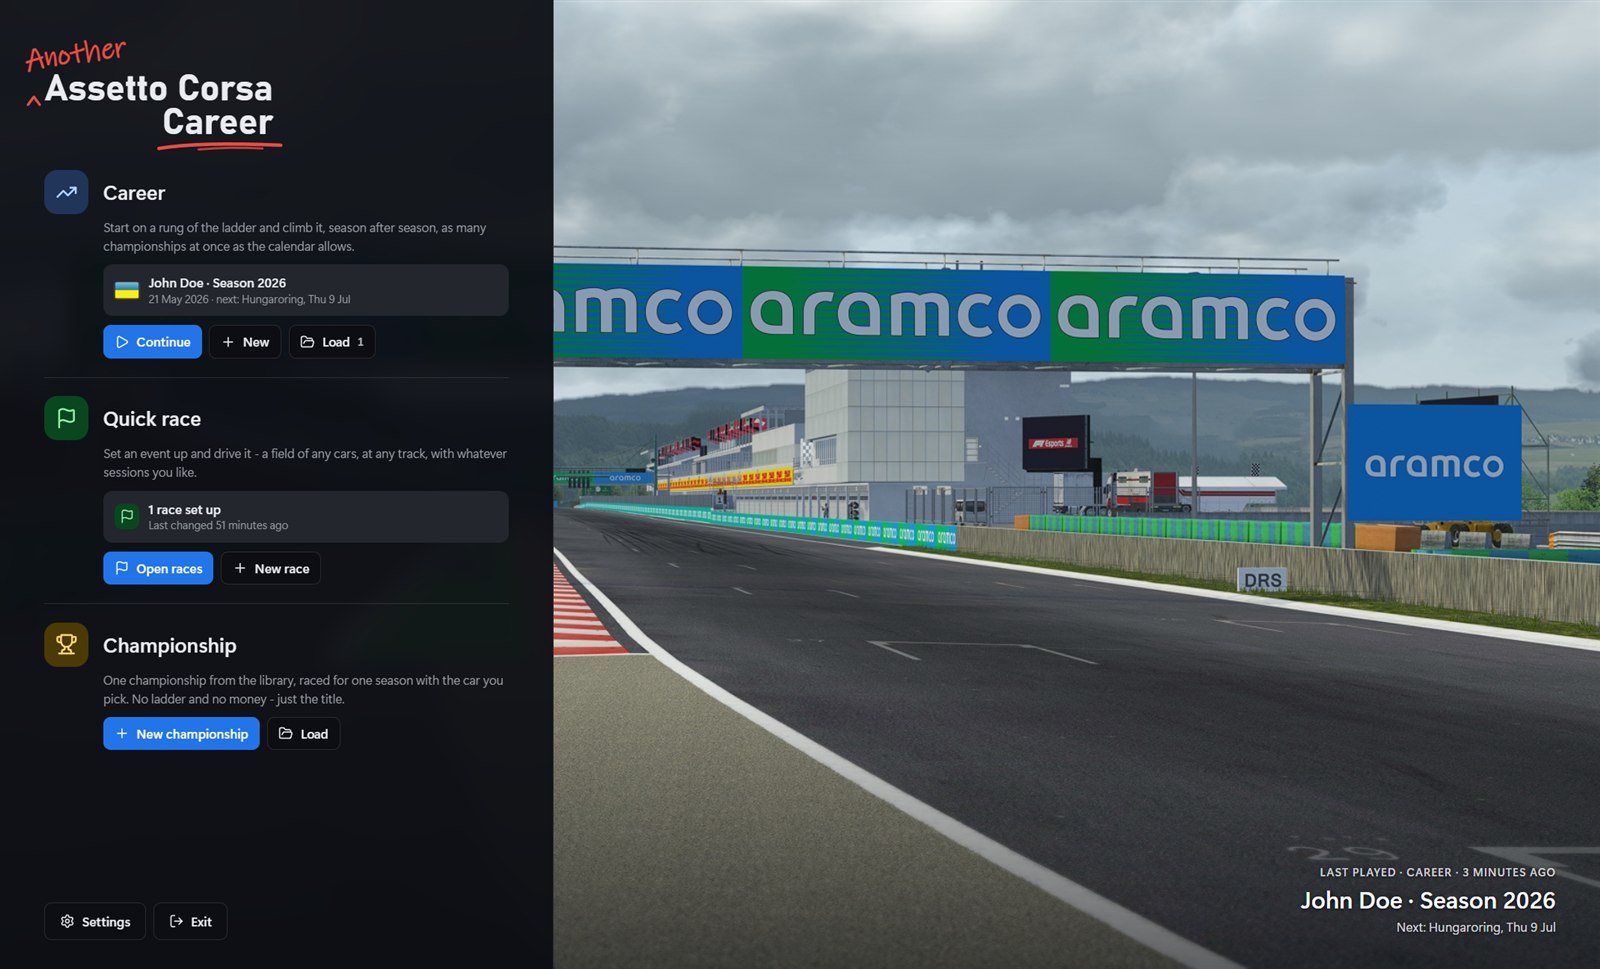 Another
Assetto Corsa
Career
Career
Start on a rung of the ladder and climb it, season after season, as many
championships at once as the calendar allows.
John Doe · Season 2026
21 May 2026 · next: Hungaroring, Thu 9 Jul
Continue
New
Load 1
Quick race
Set an event up and drive it - a field of any cars, at any track, with whatever
sessions you like.
1 race set up
Last changed 51 minutes ago
Open races
New race
Championship
One championship from the library, raced for one season with the car you
pick. No ladder and no money - just the title.
New championship
Load
Settings
Exit
amco aramco aramco
F1 Esports
aramco
aramco
DRS
29
LAST PLAYED · CAREER · 3 MINUTES AGO
John Doe · Season 2026
Next: Hungaroring, Thu 9 Jul